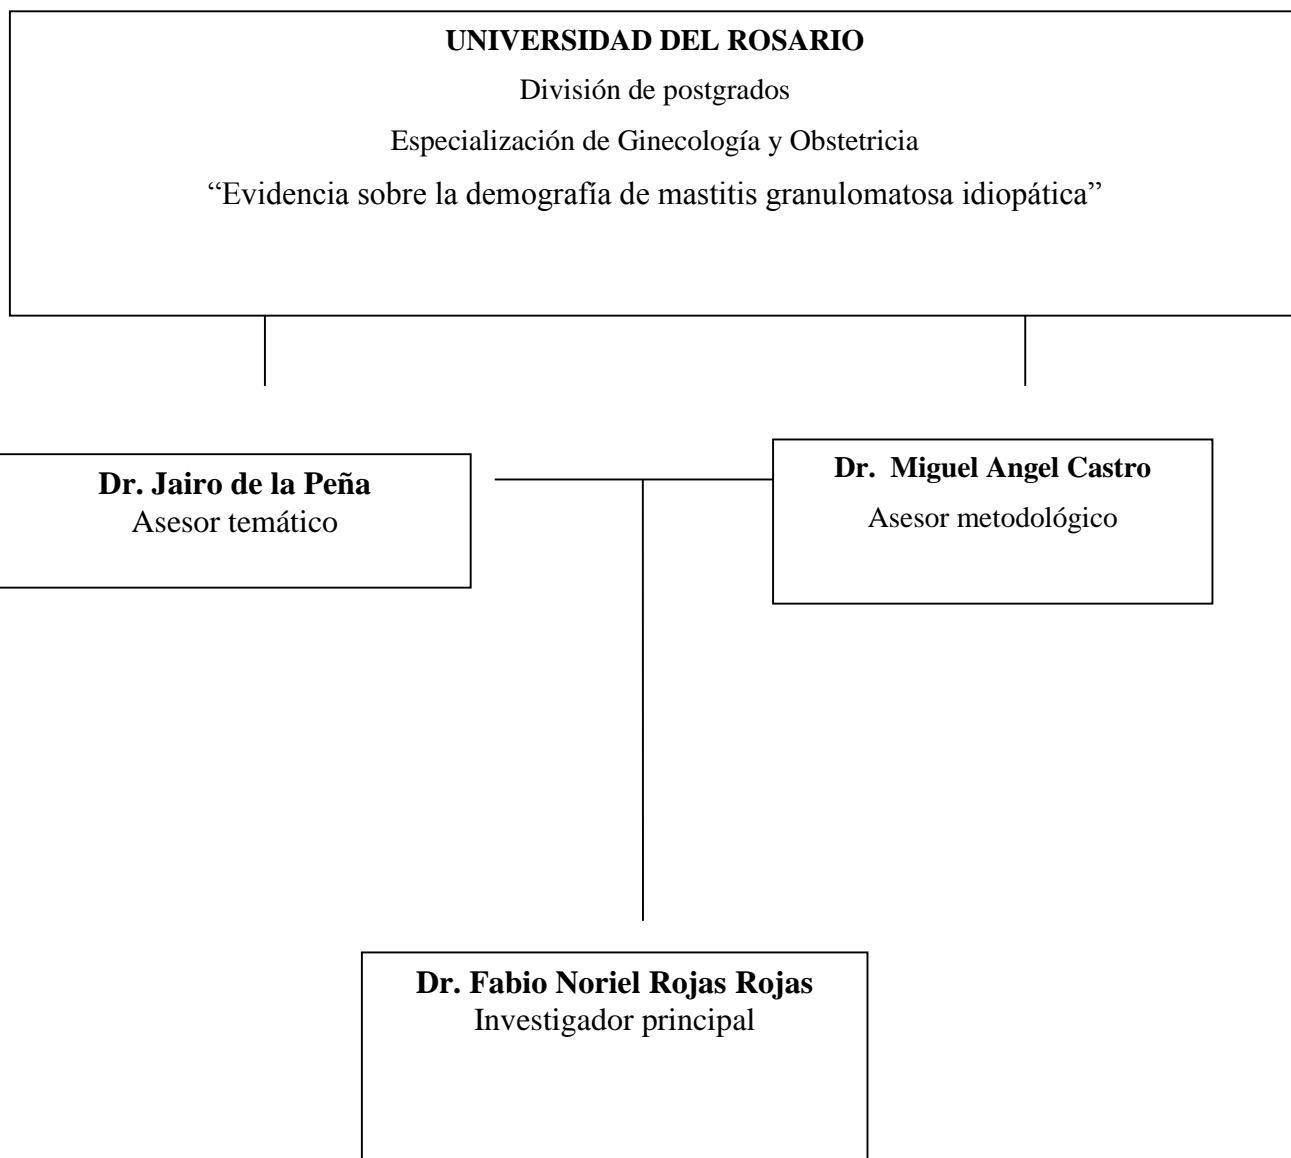 UNIVERSIDAD DEL ROSARIO
División de postgrados
Especialización de Ginecología y Obstetricia
“Evidencia sobre la demografía de mastitis granulomatosa idiopática”
Dr. Jairo de la Peña
Asesor temático
Dr. Miguel Angel Castro
Asesor metodológico
Dr. Fabio Noriel Rojas Rojas
Investigador principal